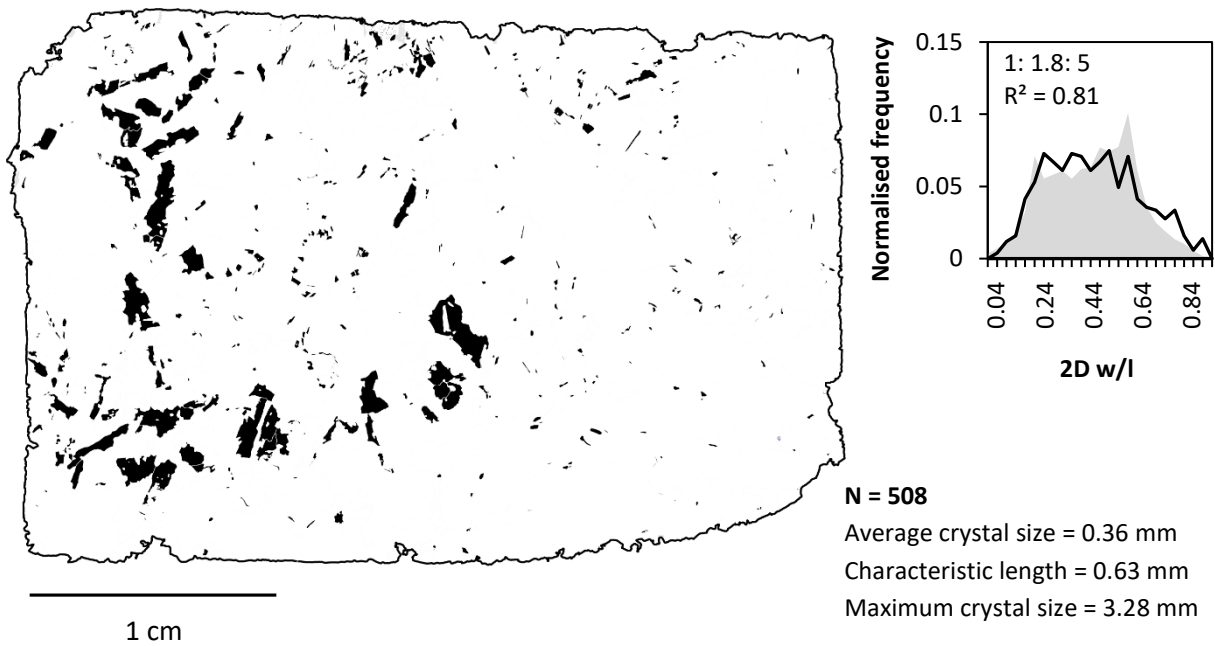 1 cm
Normalised frequency
0.15
0.1
0.05
0
1: 1.8: 5
R² = 0.81
0.04
0.24
0.44
0.64
0.84
2D w/l
N = 508
Average crystal size = 0.36 mm
Characteristic length = 0.63 mm
Maximum crystal size = 3.28 mm